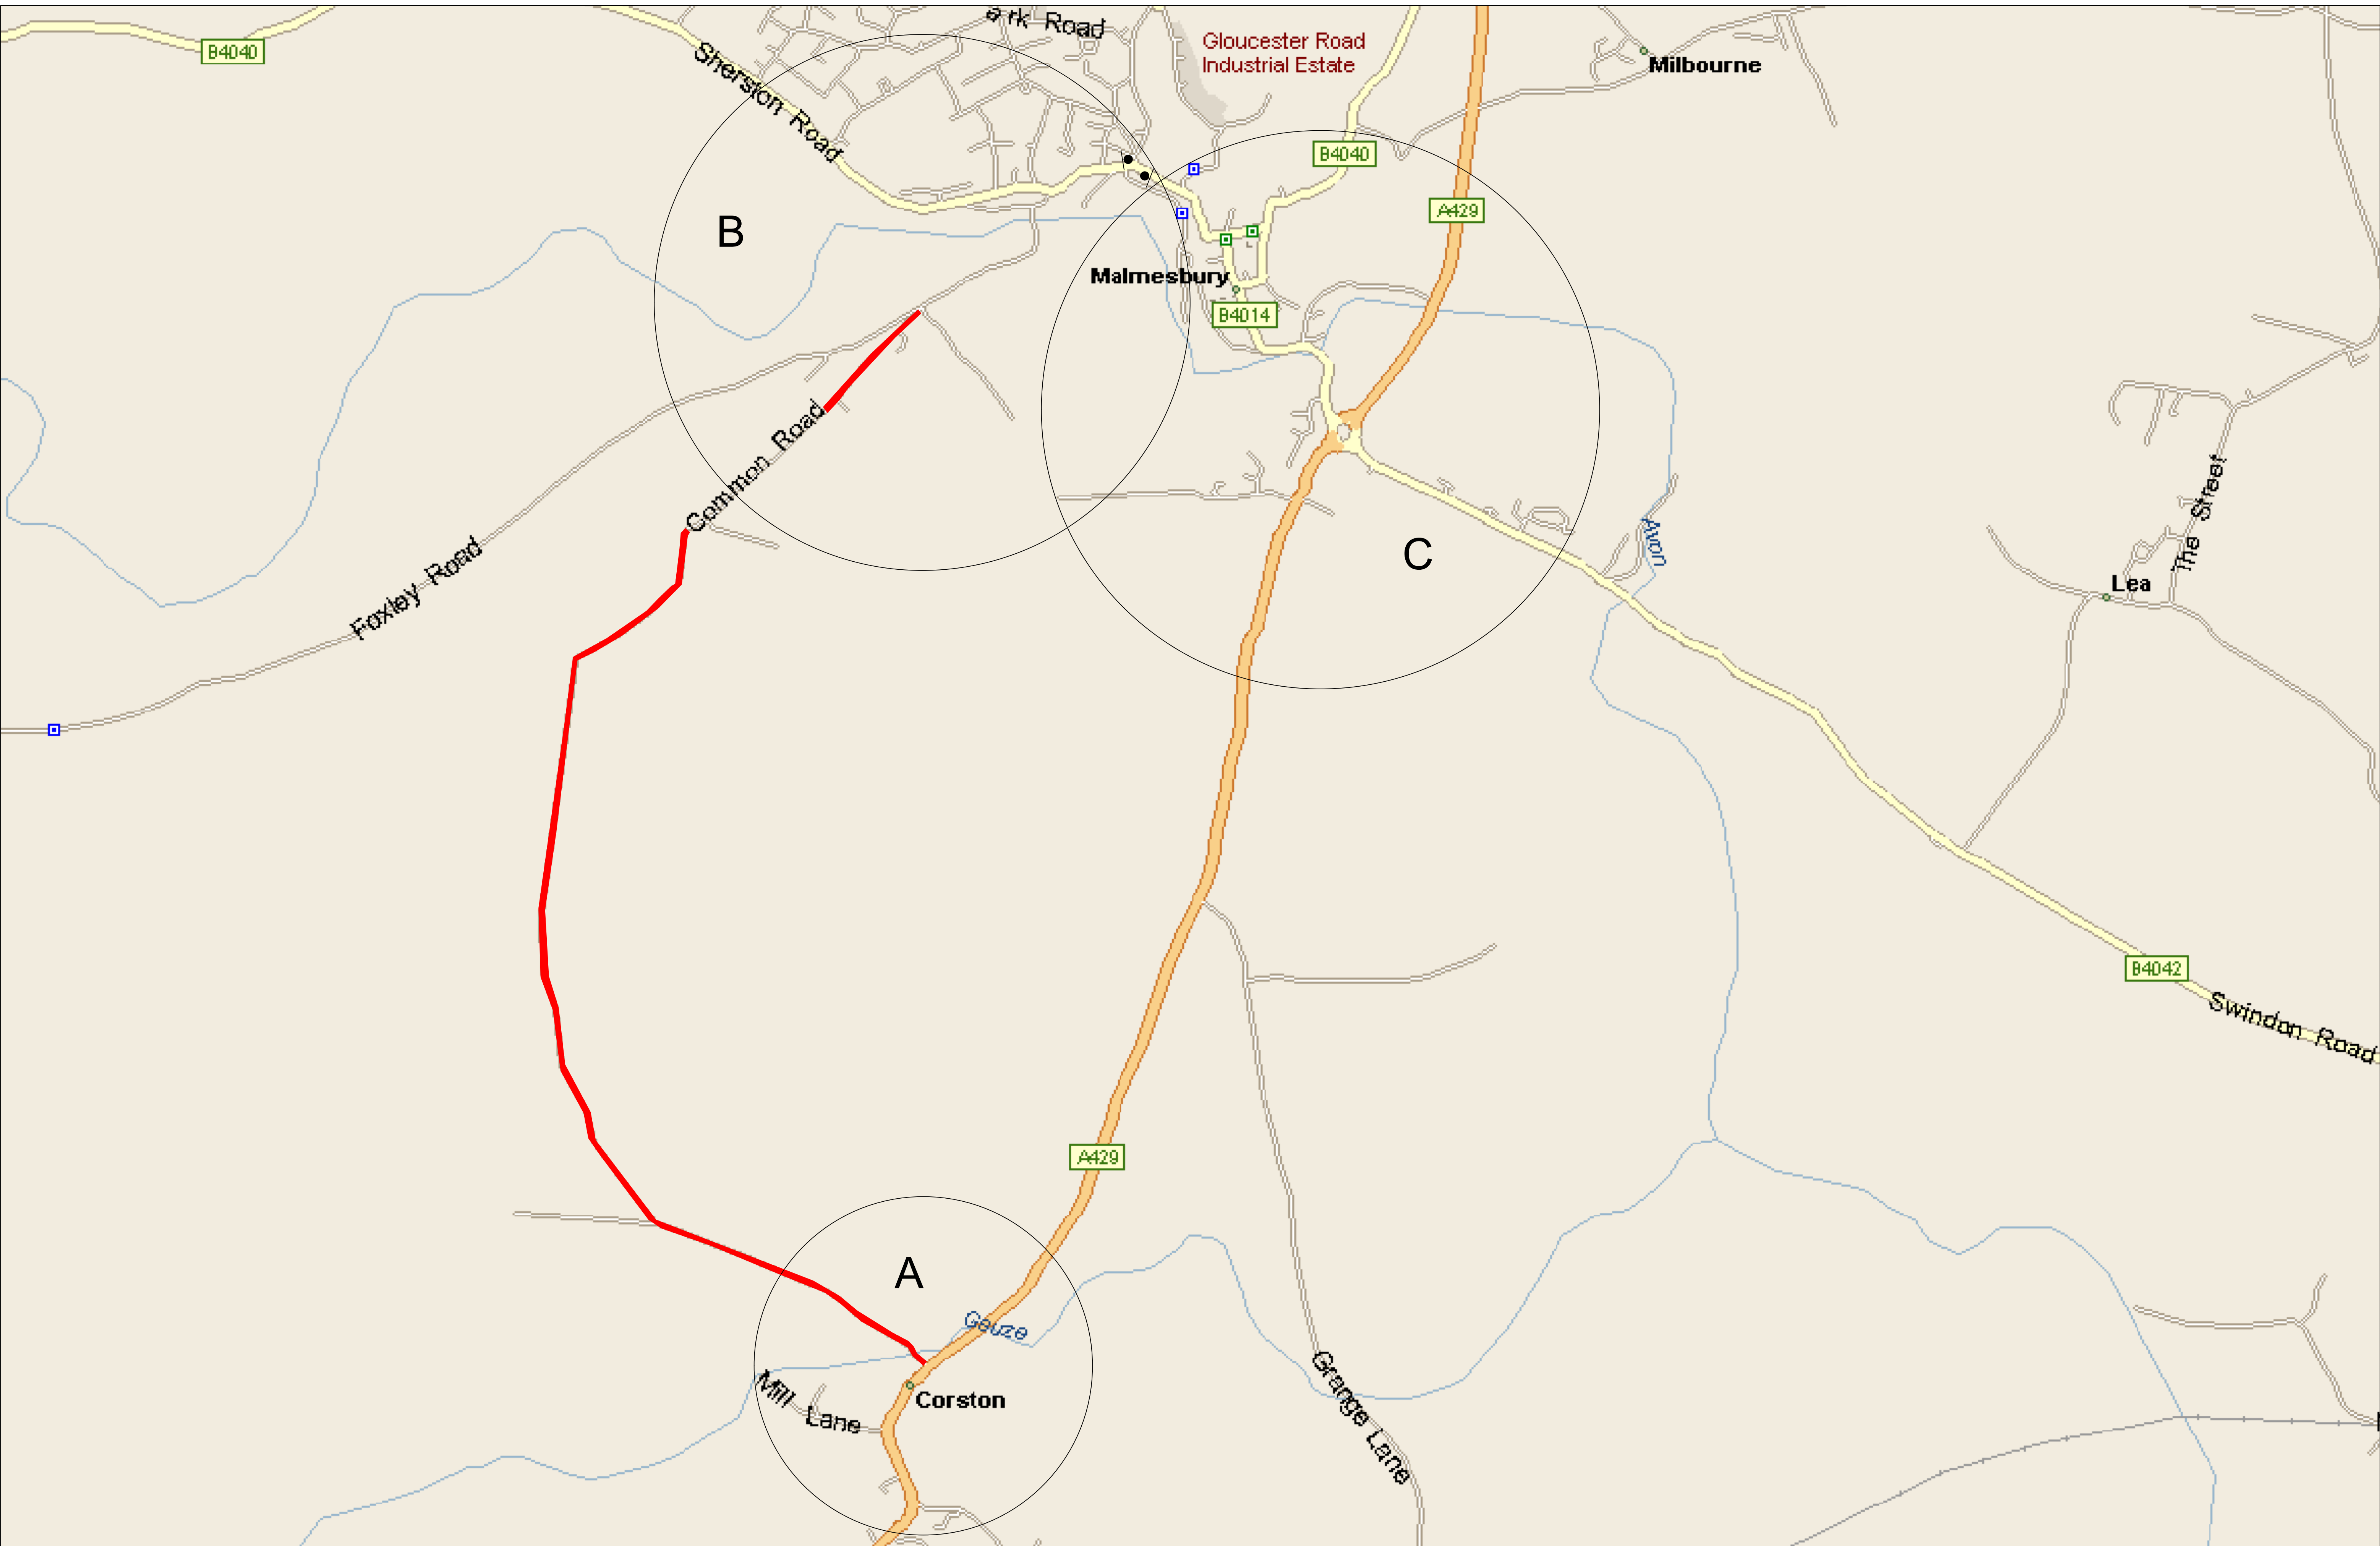 ark Road
Gloucester Road
Industrial Estate
B4040
Sherston Road
Milbourne
B4040
A429
B
Malmesbury
B4014
Common Road
The Street
Foxley Road
C
Avon
Lea
B4042
Swindon Road
A429
A
Gauze
Corston
Mill Lane
Grange Lane